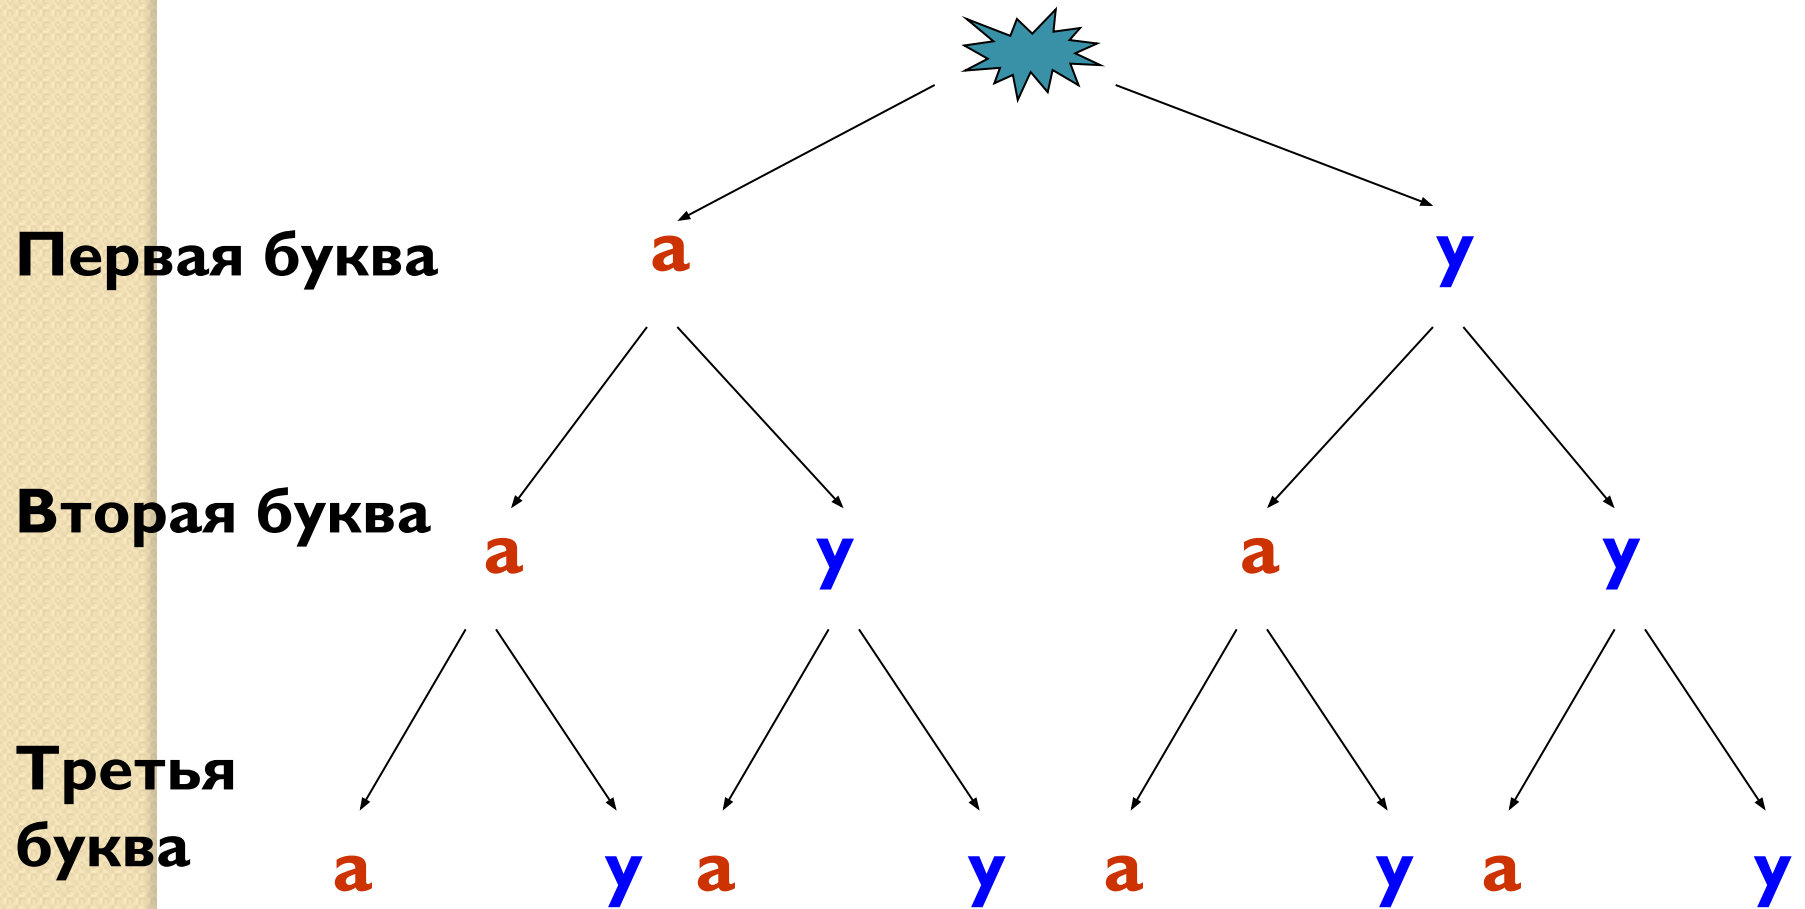 Первая буква
а у
Вторая буква
а у а у
Третья
буква
а у а у а у а у